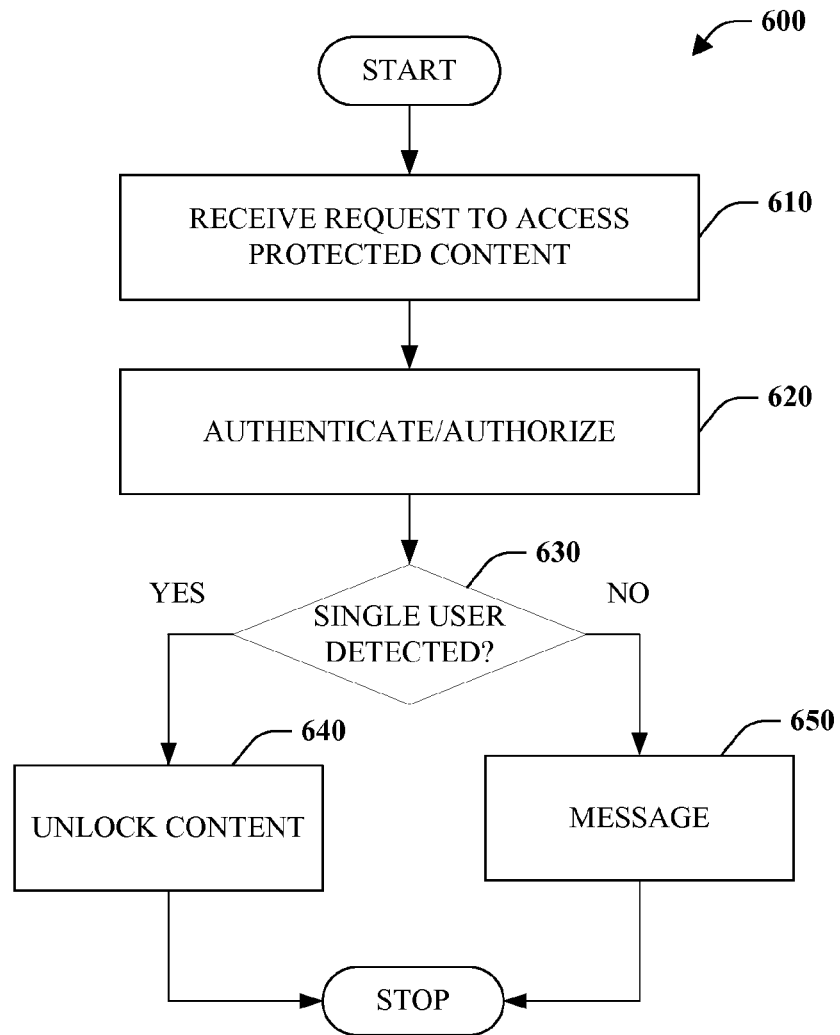 600
START
RECEIVE REQUEST TO ACCESS
PROTECTED CONTENT
610
AUTHENTICATE/AUTHORIZE
620
630
YES
NO
SINGLE USER
DETECTED?
640
650
UNLOCK CONTENT
MESSAGE
STOP